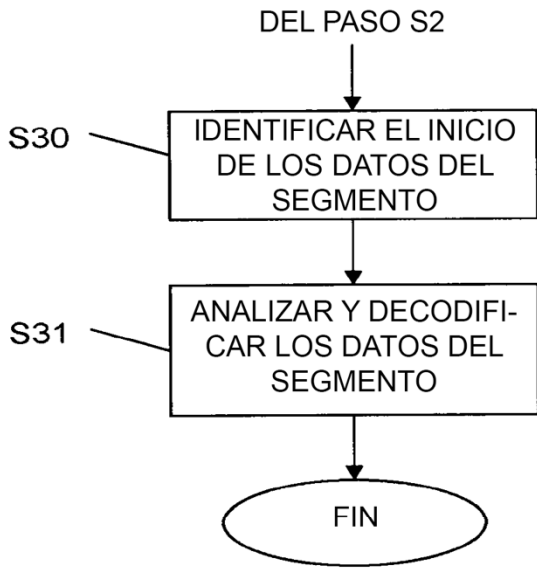 DEL PASO S2
S30
IDENTIFICAR EL INICIO
DE LOS DATOS DEL
SEGMENTO
S31
ANALIZAR Y DECODIFI-
CAR LOS DATOS DEL
SEGMENTO
FIN